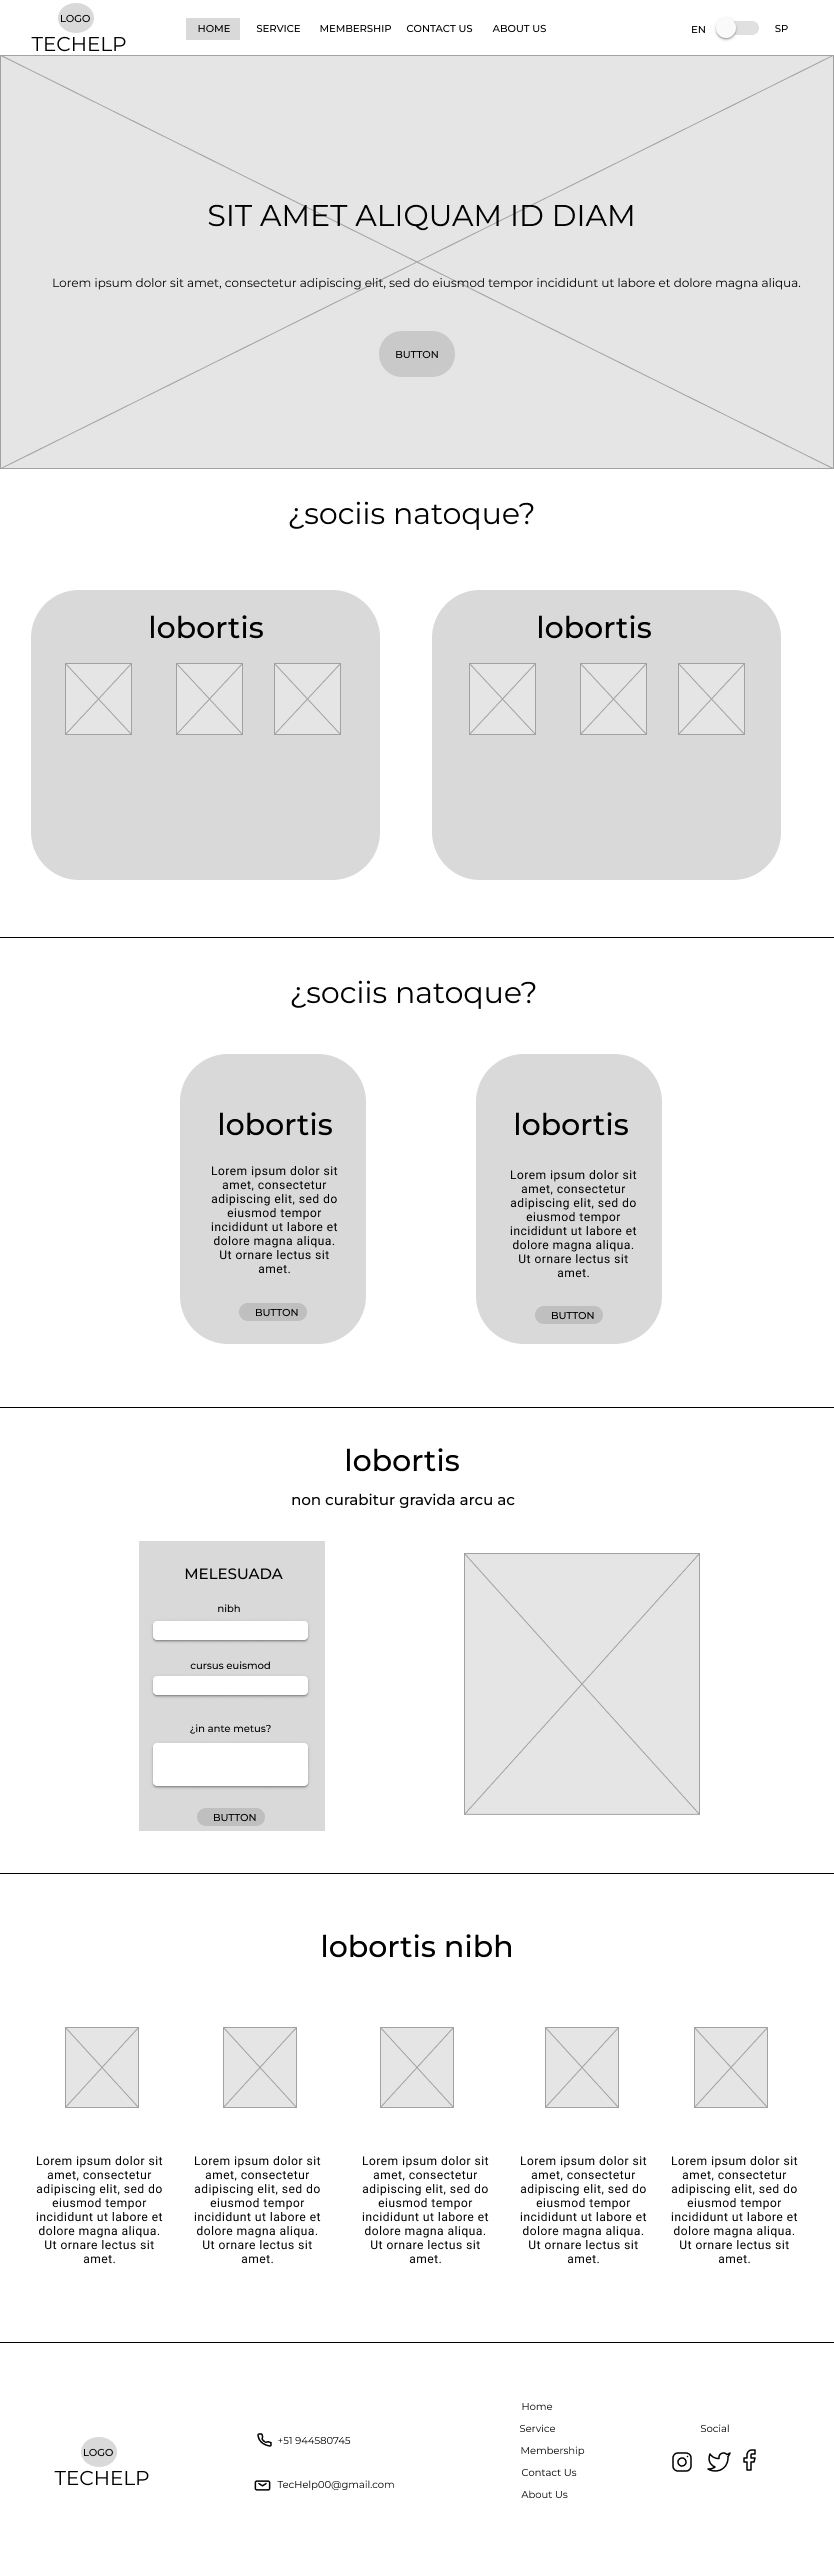 LOGO
TECHELP
HOME
SERVICE
MEMBERSHIP
CONTACT US
ABOUT US
EN
SP
SIT AMET ALIQUAM ID DIAM
Lorem ipsum dolor sit amet, consectetur adipiscing elit, sed do eiusmod tempor incididunt ut labore et dolore magna aliqua.
BUTTON
¿sociis natoque?
lobortis
lobortis
¿sociis natoque?
lobortis
Lorem ipsum dolor sit
amet, consectetur
adipiscing elit, sed do
eiusmod tempor
incididunt ut labore et
dolore magna aliqua.
Ut ornare lectus sit
amet.
BUTTON
lobortis
Lorem ipsum dolor sit
amet, consectetur
adipiscing elit, sed do
eiusmod tempor
incididunt ut labore et
dolore magna aliqua.
Ut ornare lectus sit
amet.
BUTTON
lobortis
non curabitur gravida arcu ac
MELESUADA
nibh
cursus euismod
¿in ante metus?
BUTTON
lobortis nibh
Lorem ipsum dolor sit
amet, consectetur
adipiscing elit, sed do
eiusmod tempor
incididunt ut labore et
dolore magna aliqua.
Ut ornare lectus sit
amet.
Lorem ipsum dolor sit
amet, consectetur
adipiscing elit, sed do
eiusmod tempor
incididunt ut labore et
dolore magna aliqua.
Ut ornare lectus sit
amet.
Lorem ipsum dolor sit
amet, consectetur
adipiscing elit, sed do
eiusmod tempor
incididunt ut labore et
dolore magna aliqua.
Ut ornare lectus sit
amet.
Lorem ipsum dolor sit
amet, consectetur
adipiscing elit, sed do
eiusmod tempor
incididunt ut labore et
dolore magna aliqua.
Ut ornare lectus sit
amet.
Lorem ipsum dolor sit
amet, consectetur
adipiscing elit, sed do
eiusmod tempor
incididunt ut labore et
dolore magna aliqua.
Ut ornare lectus sit
amet.
LOGO
TECHELP
+51 944580745
TecHelp00@gmail.com
Home
Service
Membership
Contact Us
About Us
Social